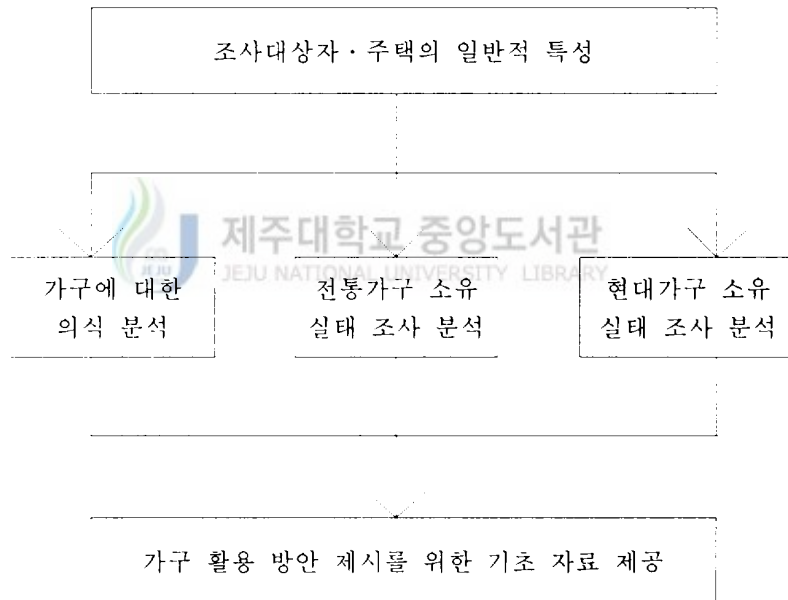 조사대상자·주택의 일반적 특성
제주대학교 중앙도서관
JEJU NATIONAL UNIVERSITY LIBRARY
JEJU
가구에 대한
의식 분석
전통가구 소유
실태 조사 분석
현대가구 소유
실태 조사 분석
가구 활용 방안 제시를 위한 기초 자료 제공